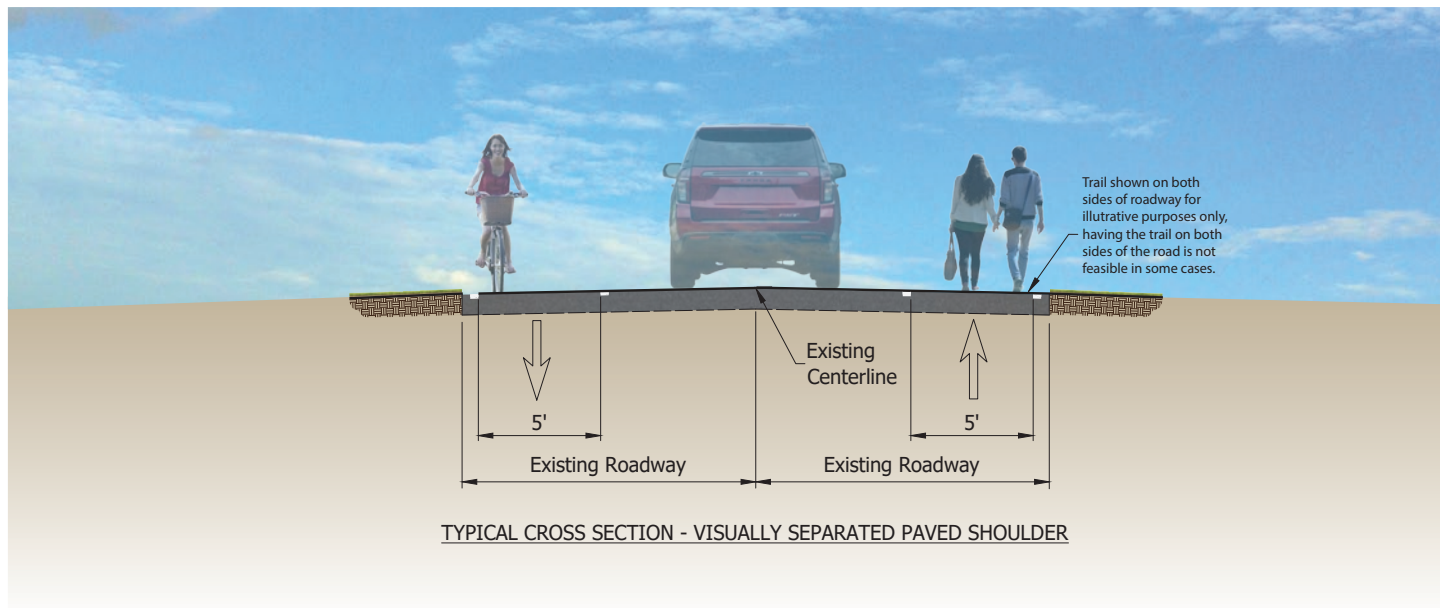 Trail shown on both
sides of roadway for
illutrative purposes only,
having the trail on both
sides of the road is not
feasible in some cases.
Existing
Centerline
5'
5'
Existing Roadway
Existing Roadway
TYPICAL CROSS SECTION - VISUALLY SEPARATED PAVED SHOULDER